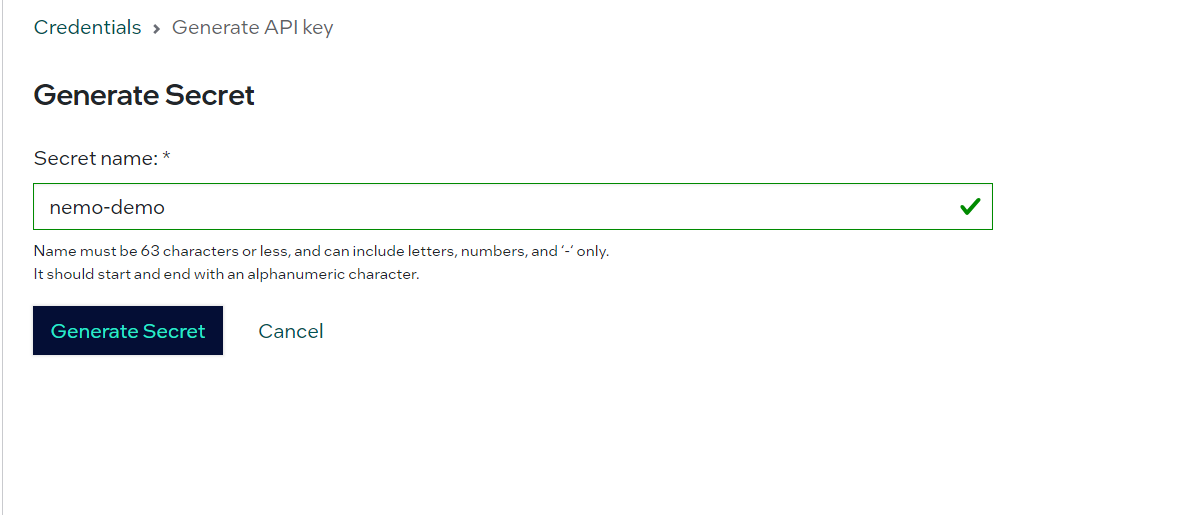 Credentials › Generate API key
Generate Secret
Secret name: *
nemo-demo
Name must be 63 characters or less, and can include letters, numbers, and ‘-‘ only.
It should start and end with an alphanumeric character.
Generate Secret Cancel